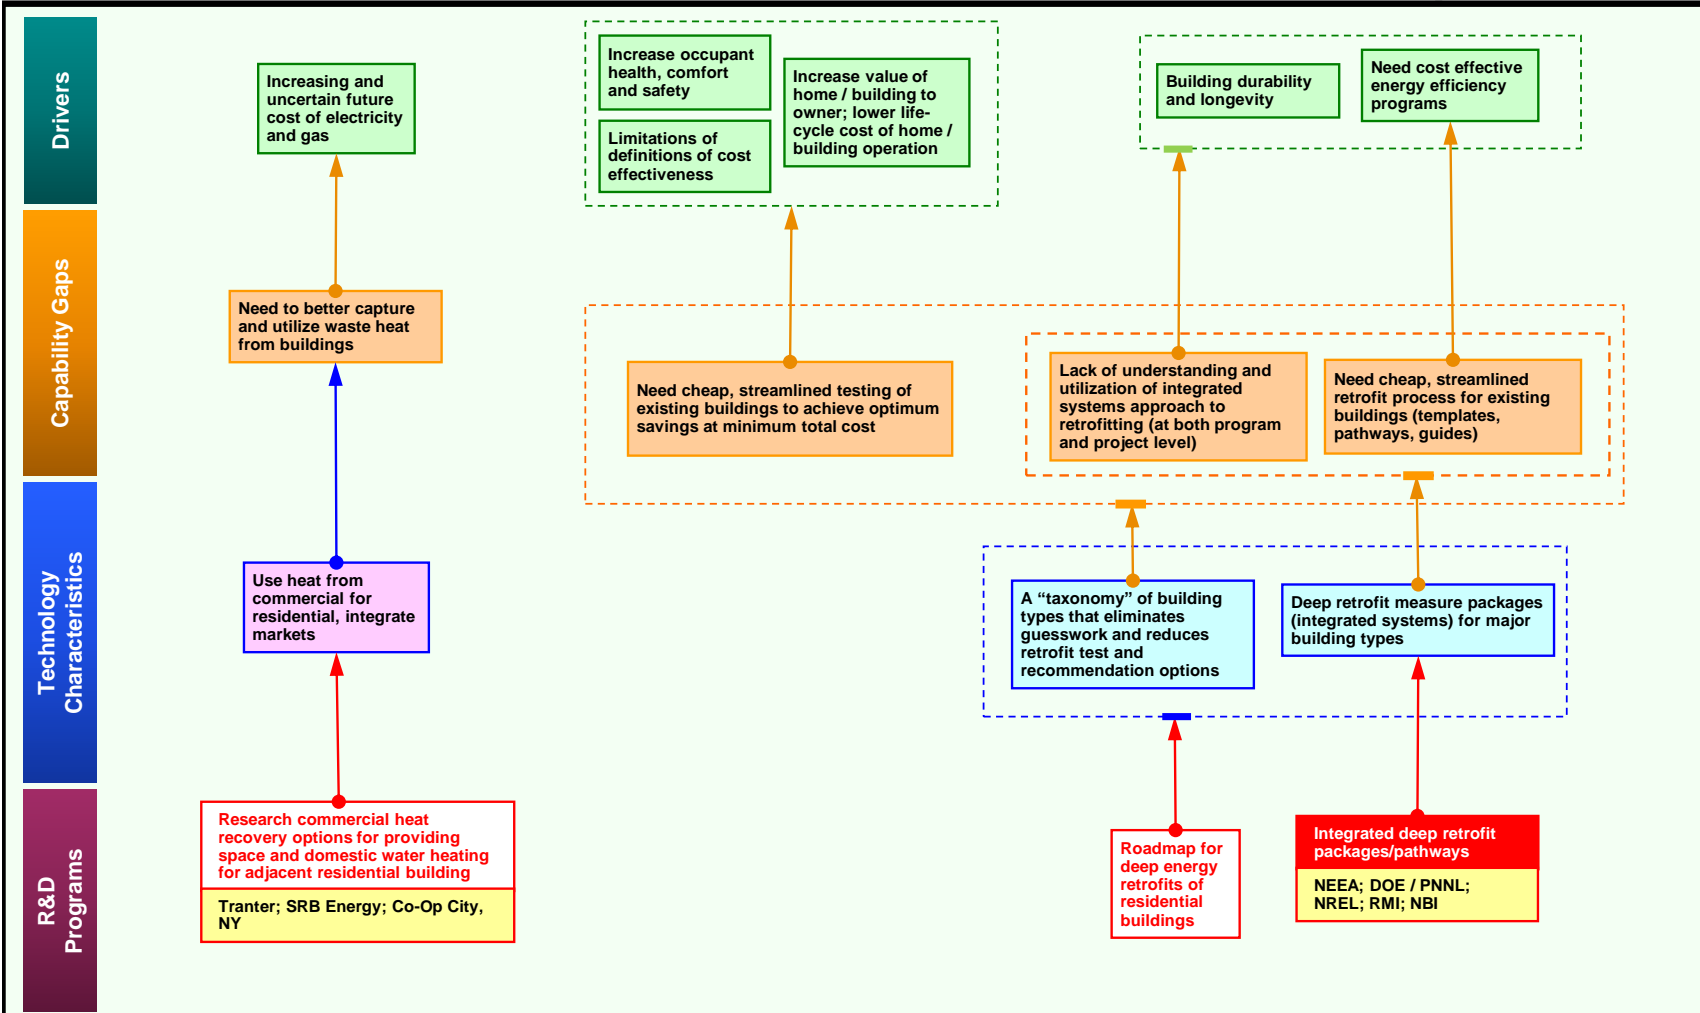 Drivers
Increasing and
uncertain future
cost of electricity
and gas
Increase occupant
health, comfort
and safety
Limitations of
definitions of cost
effectiveness
Increase value of
home / building to
owner; lower life-
cycle cost of home /
building operation
Building durability
and longevity
Need cost effective
energy efficiency
programs
Capability Gaps
Need to better capture
and utilize waste heat
from buildings
Need cheap, streamlined testing of
existing buildings to achieve optimum
savings at minimum total cost
Lack of understanding and
utilization of integrated
systems approach to
retrofitting (at both program
and project level)
Need cheap, streamlined
retrofit process for existing
buildings (templates,
pathways, guides)
Technology
Characteristics
Use heat from
commercial for
residential, integrate
markets
A “taxonomy” of building
types that eliminates
guesswork and reduces
retrofit test and
recommendation options
Deep retrofit measure packages
(integrated systems) for major
building types
R&D
Programs
Research commercial heat
recovery options for providing
space and domestic water heating
for adjacent residential building
Tranter; SRB Energy; Co-Op City,
NY
Roadmap for
deep energy
retrofits of
residential
buildings
Integrated deep retrofit
packages/pathways
NEEA; DOE / PNNL;
NREL; RMI; NBI